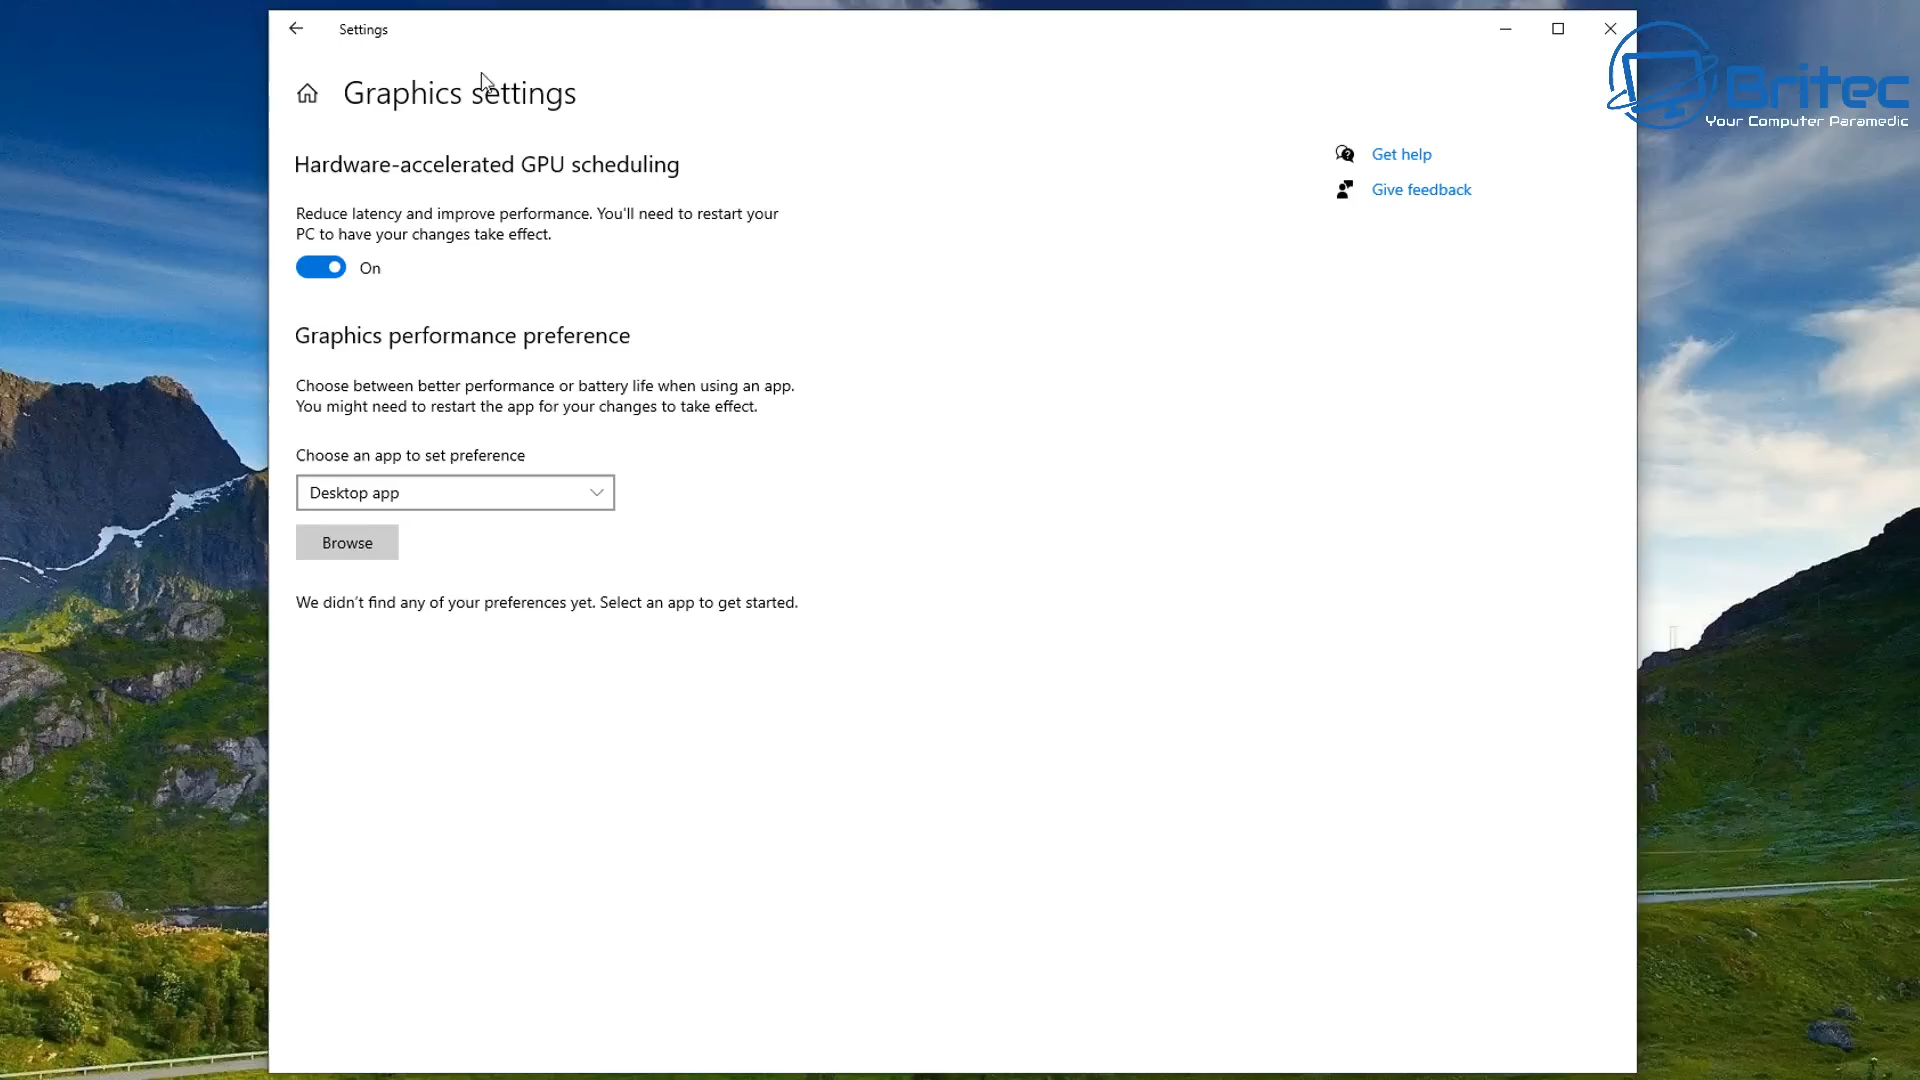 Settings
Graphics settings
Britec
Your Computer Paramedic
Hardware-accelerated GPU scheduling
Get help
Give feedback
Reduce latency and improve performance. You'll need to restart your
PC to have your changes take effect.
On
Graphics performance preference
Choose between better performance or battery life when using an app.
You might need to restart the app for your changes to take effect.
Choose an app to set preference
Desktop app
Browse
We didn't find any of your preferences yet. Select an app to get started.